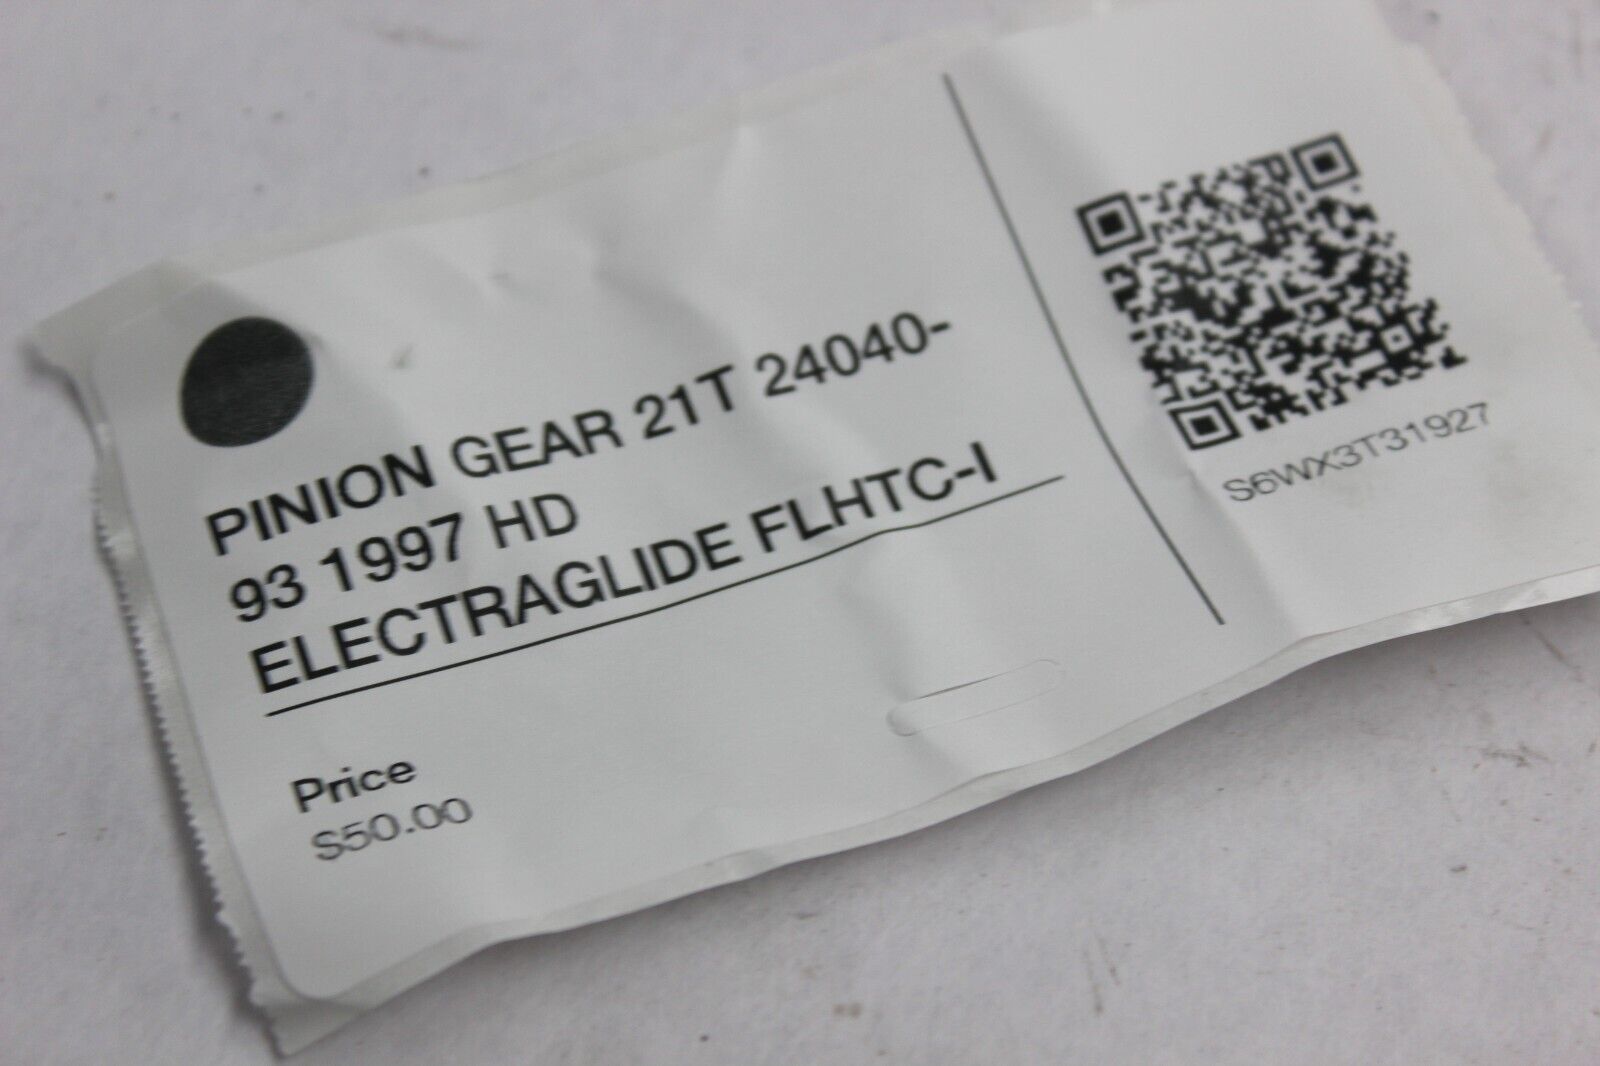 PINION GEAR 21T 24040-
93 1997 HD
ELECTRAGLIDE FLHTC-I
Price
$50.00
S6WX3T31927